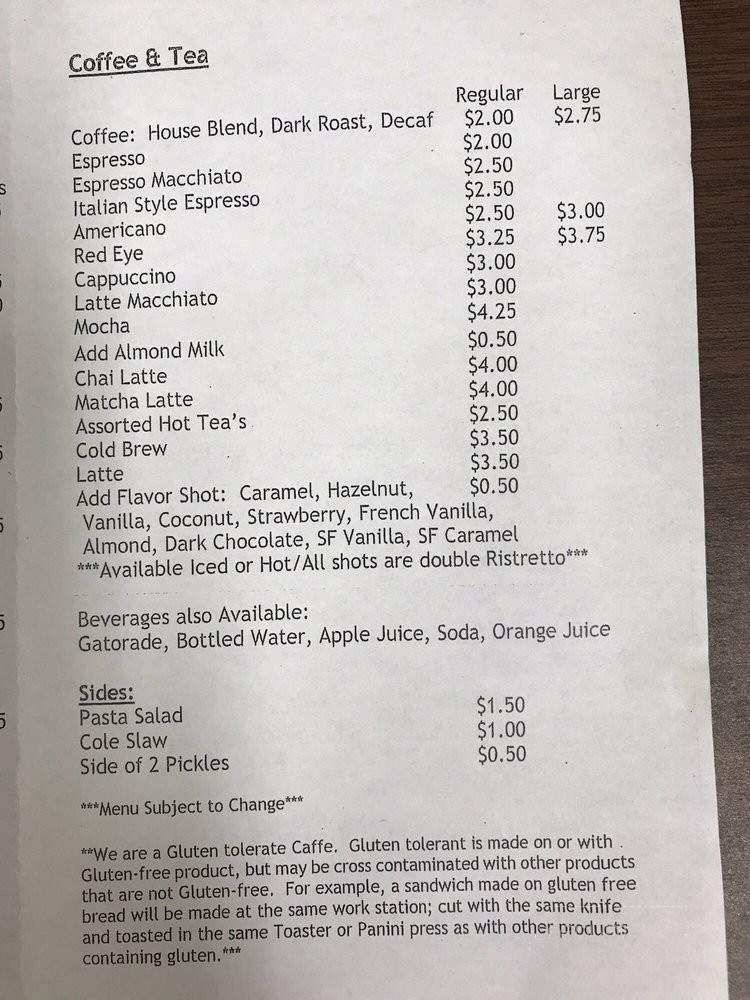 Coffee & Tea
Regular Large
Coffee: House Blend, Dark Roast, Decaf $2.00 $2.75
Espresso $2.00
Espresso Macchiato $2.50
Italian Style Espresso $2.50
Americano $2.50 $3.00
Red Eye $3.25 $3.75
Cappuccino $3.00
Latte Macchiato $3.00
Mocha $4.25
Add Almond Milk $0.50
Chai Latte $4.00
Matcha Latte $4.00
Assorted Hot Tea's $2.50
Cold Brew $3.50
Latte $3.50
Add Flavor Shot: Caramel, Hazelnut, $0.50
Vanilla, Coconut, Strawberry, French Vanilla,
Almond, Dark Chocolate, SF Vanilla, SF Caramel
***Available Iced or Hot/All shots are double Ristretto***
Beverages also Available:
Gatorade, Bottled Water, Apple Juice, Soda, Orange Juice
Sides:
Pasta Salad $1.50
Cole Slaw $1.00
Side of 2 Pickles $0.50
***Menu Subject to Change***
**We are a Gluten tolerate Caffe. Gluten tolerant is made on or with
Gluten-free product, but may be cross contaminated with other products
that are not Gluten-free. For example, a sandwich made on gluten free
bread will be made at the same work station; cut with the same knife
and toasted in the same Toaster or Panini press as with other products
containing gluten.***